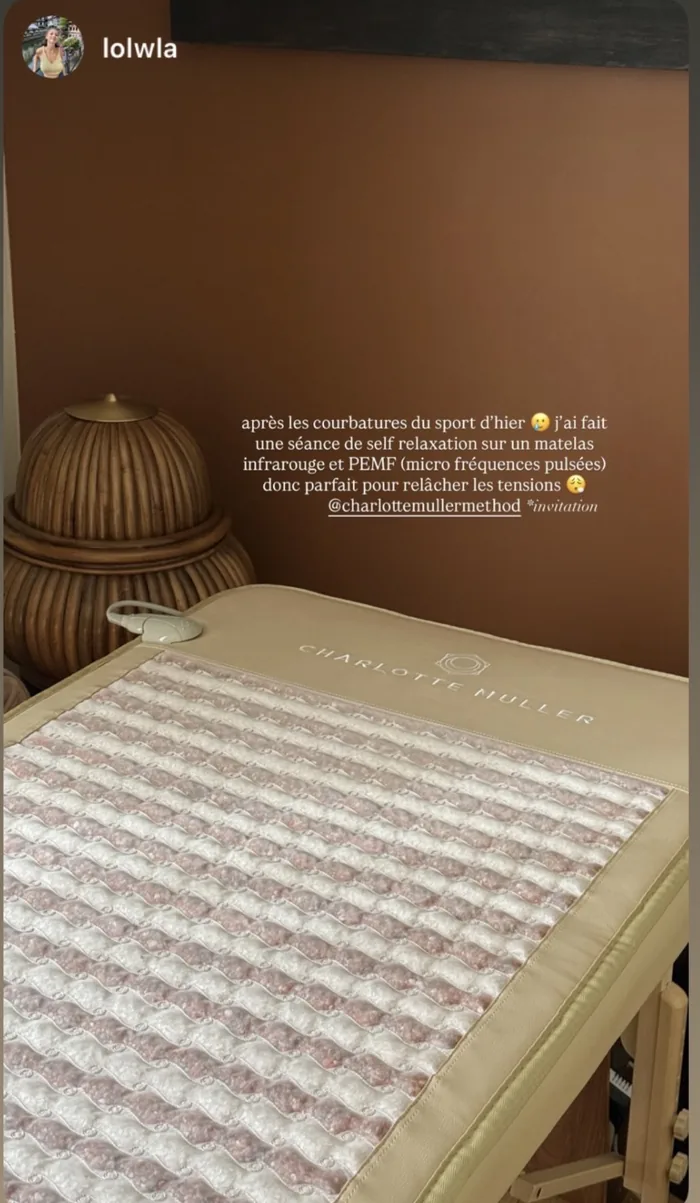 lolwla
après les courbatures du sport d'hier 🥲 j'ai fait
une séance de self relaxation sur un matelas
infrarouge et PEMF (micro fréquences pulsées)
donc parfait pour relâcher les tensions 😮‍💨
@charlottemullermethod *invitation
CHARLOTTE MULLER